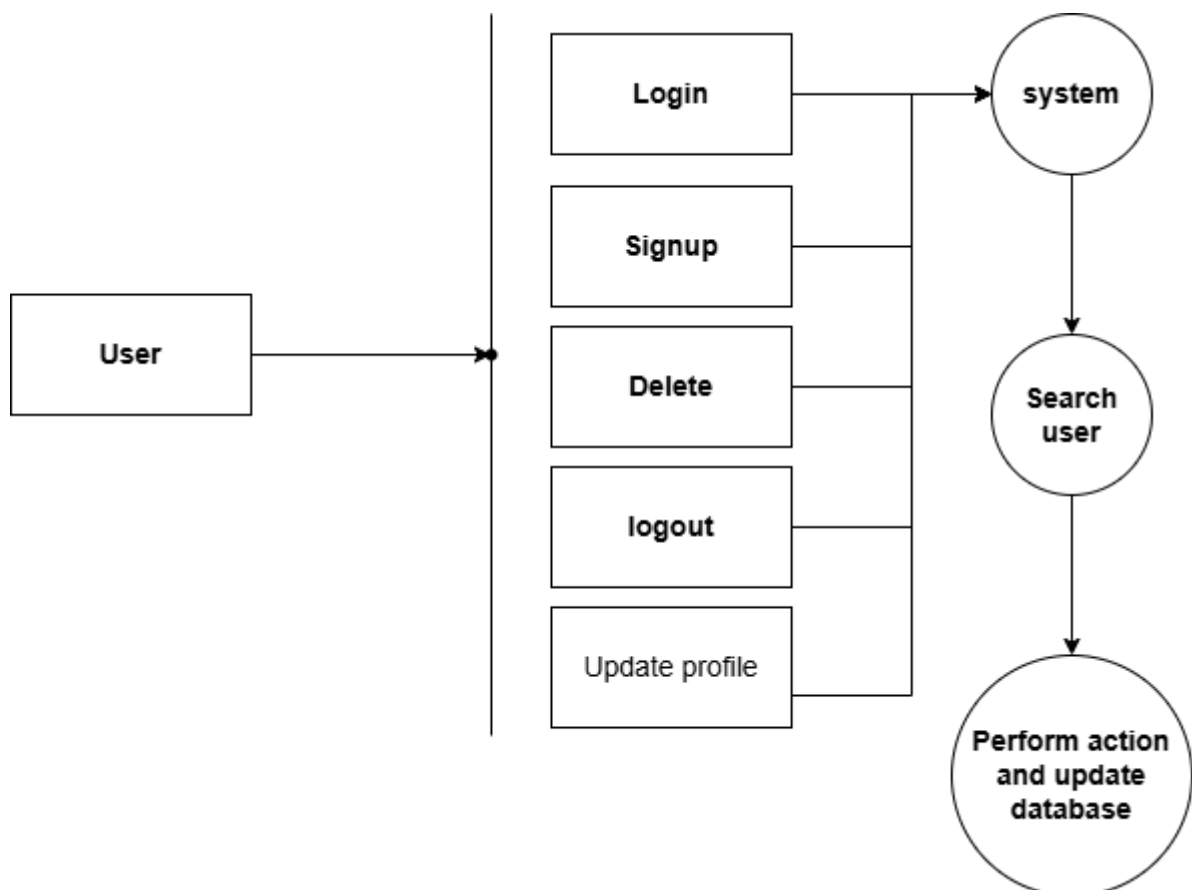 Login
system
Signup
User
Delete
Search
user
logout
Update profile
Perform action
and update
database